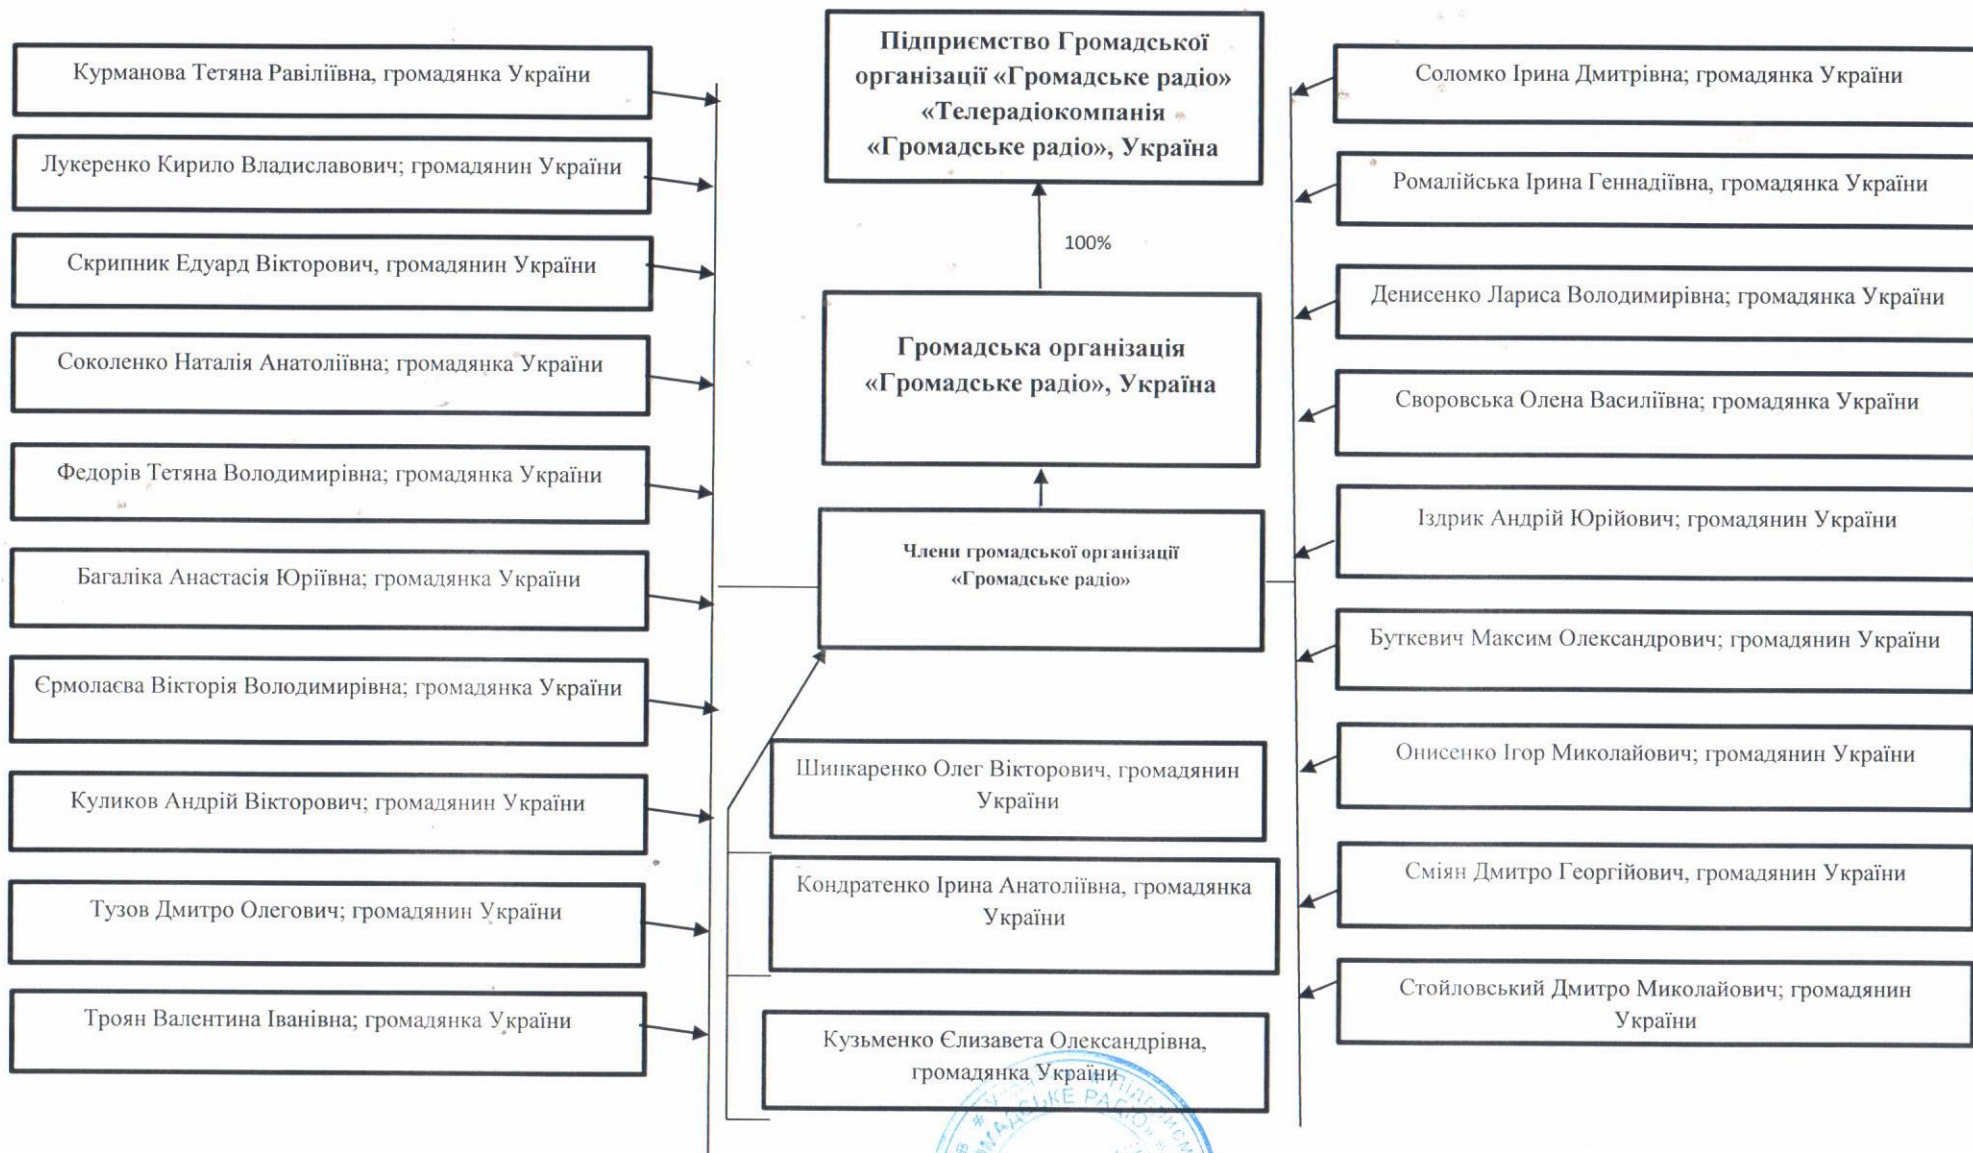 Підприємство Громадської
організації «Громадське радіо»
«Телерадіокомпанія
«Громадське радіо», Україна
100%
Громадська організація
«Громадське радіо», Україна
Члени громадської організації
«Громадське радіо»
Курманова Тетяна Равіліївна, громадянка України
Лукеренко Кирило Владиславович; громадянин України
Скрипник Едуард Вікторович, громадянин України
Соколенко Наталія Анатоліївна; громадянка України
Федорів Тетяна Володимирівна; громадянка України
Багаліка Анастасія Юріївна; громадянка України
Єрмолаєва Вікторія Володимирівна; громадянка України
Куликов Андрій Вікторович; громадянин України
Тузов Дмитро Олегович; громадянин України
Троян Валентина Іванівна; громадянка України
Шинкаренко Олег Вікторович, громадянин
України
Кондратенко Ірина Анатоліївна, громадянка
України
Кузьменко Єлизавета Олександрівна,
громадянка України
Соломко Ірина Дмитрівна; громадянка України
Ромалійська Ірина Геннадіївна, громадянка України
Денисенко Лариса Володимирівна; громадянка України
Своровська Олена Василіївна; громадянка України
Іздрик Андрій Юрійович; громадянин України
Буткевич Максим Олександрович; громадянин України
Онисенко Ігор Миколайович; громадянин України
Сміян Дмитро Георгійович, громадянин України
Стойловський Дмитро Миколайович; громадянин
України